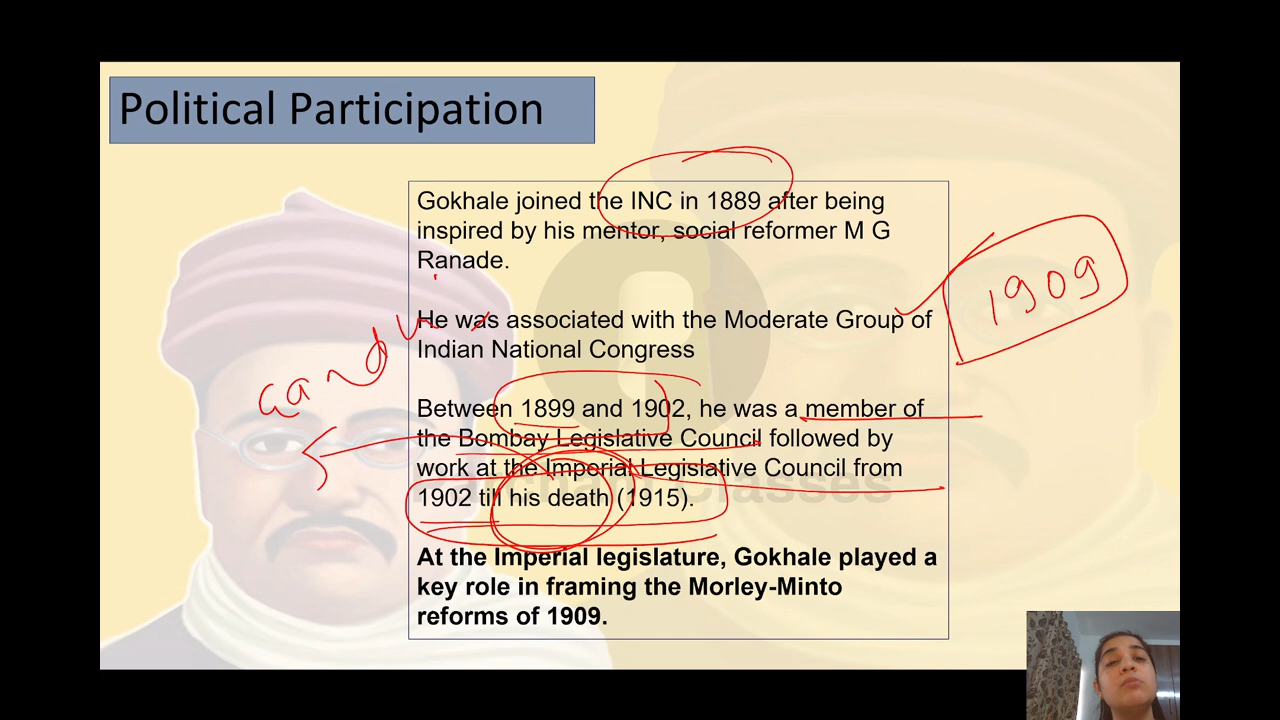 Political Participation
Gokhale joined the INC in 1889 after being
inspired by his mentor, social reformer M G
Ranade.
He was associated with the Moderate Group of
Indian National Congress
1909
Between 1899 and 1902, he was a member of
the Bombay Legislative Council followed by
work at the Imperial Legislative Council from
1902 till his death (1915).
At the Imperial legislature, Gokhale played a
key role in framing the Morley-Minto
reforms of 1909.